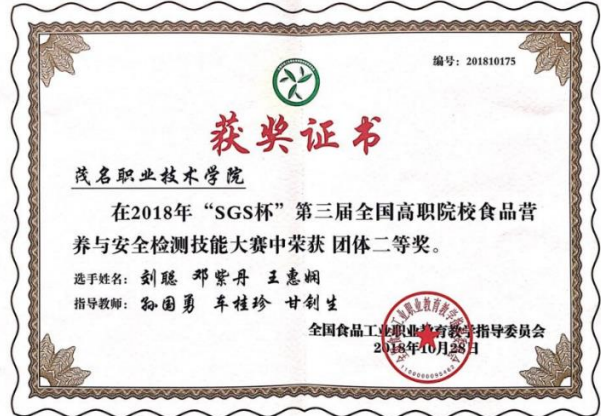 编号：201810175
获奖证书
茂名职业技术学院
在2018年“SGS杯”第三届全国高职院校食品营
养与安全检测技能大赛中荣获 团体二等奖。
选手姓名：刘聪 邓紫丹 王惠娴
指导教师：孙国勇 车桂珍 甘钊生
全国食品工业职业教育教学指导委员会
2018年10月28日